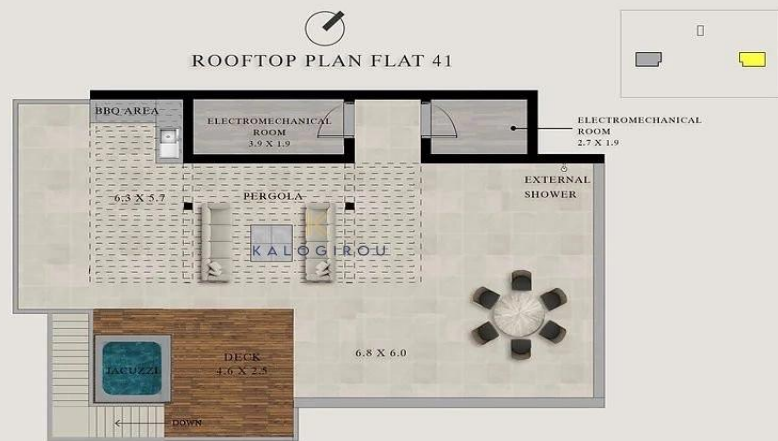 ROOFTOP PLAN FLAT 41
BBQ AREA
ELECTROMECHANICAL
ROOM
3.9 X 1.9
ELECTROMECHANICAL
ROOM
2.7 X 1.9
EXTERNAL
SHOWER
6.3 X 5.7
PERGOLA
KALOGIROU
JACUZZI
DECK
4.6 X 2.5
6.8 X 6.0
DOWN